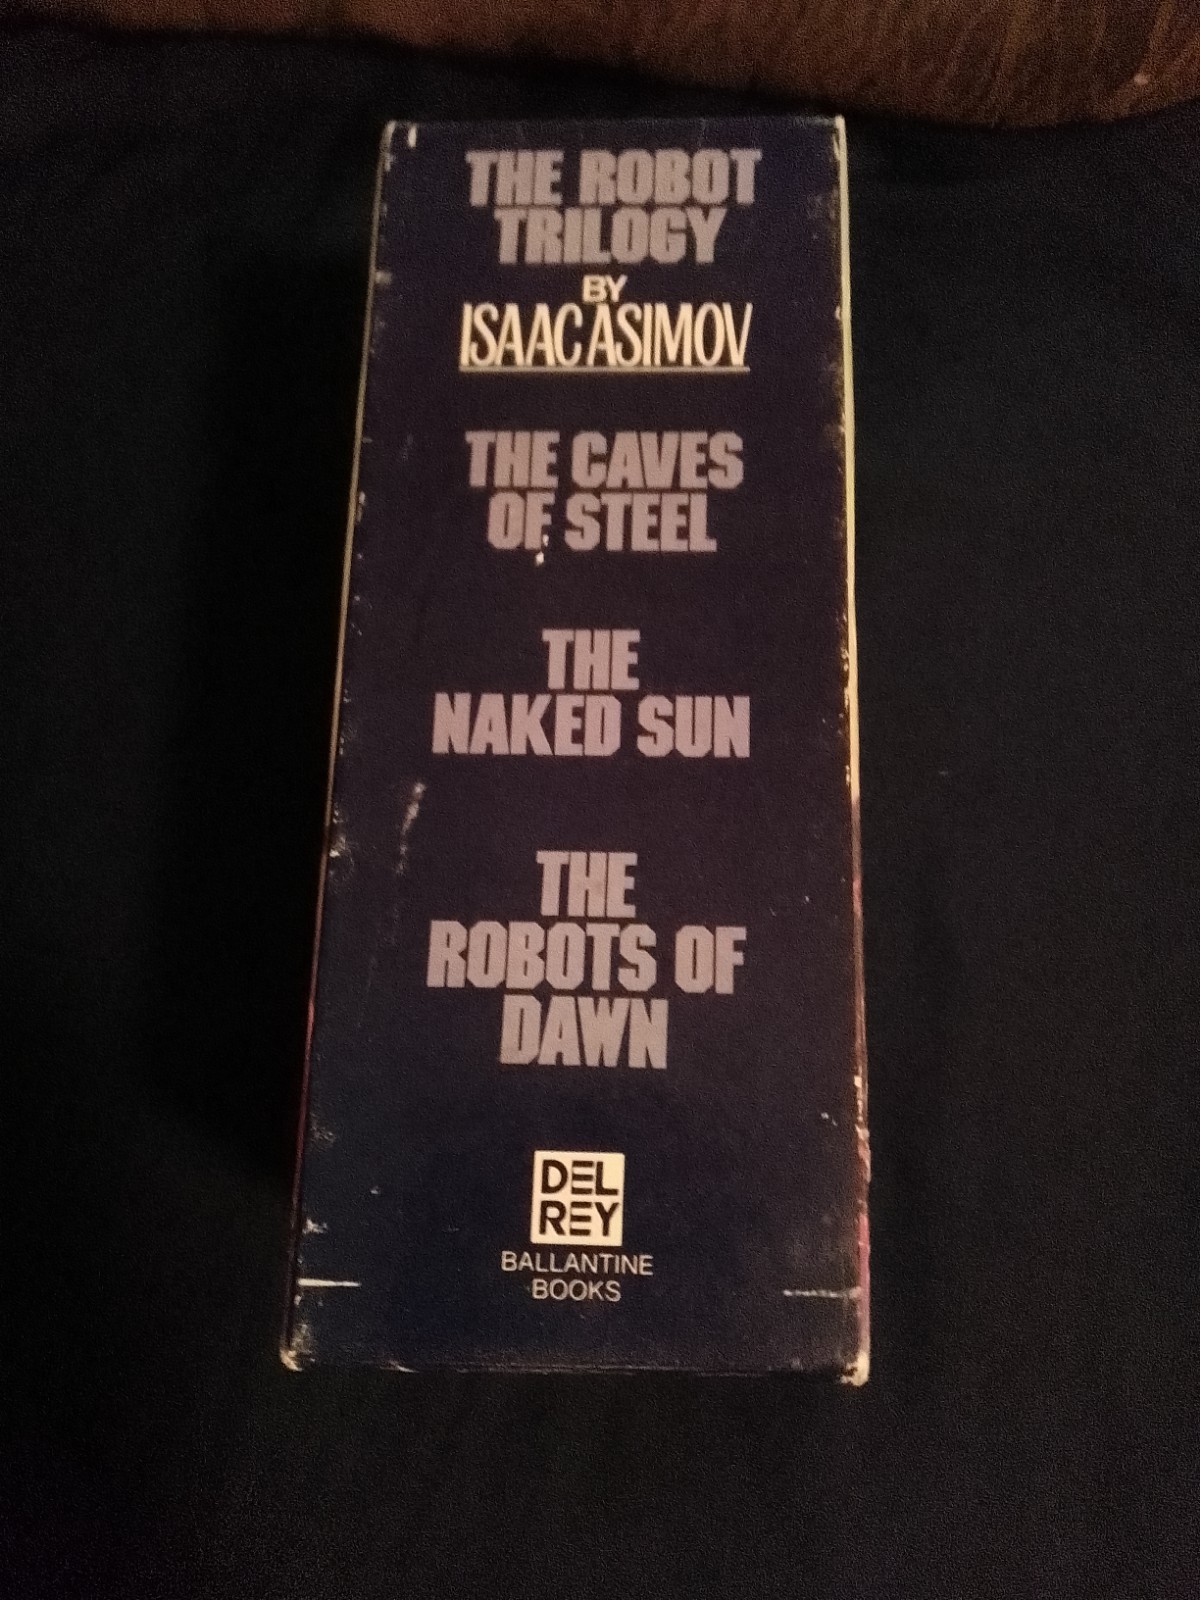 THE ROBOT
TRILOGY
BY
ISAAC ASIMOV
THE CAVES
OF STEEL
THE
NAKED SUN
THE
ROBOTS OF
DAWN
DEL
REY
BALLANTINE
BOOKS